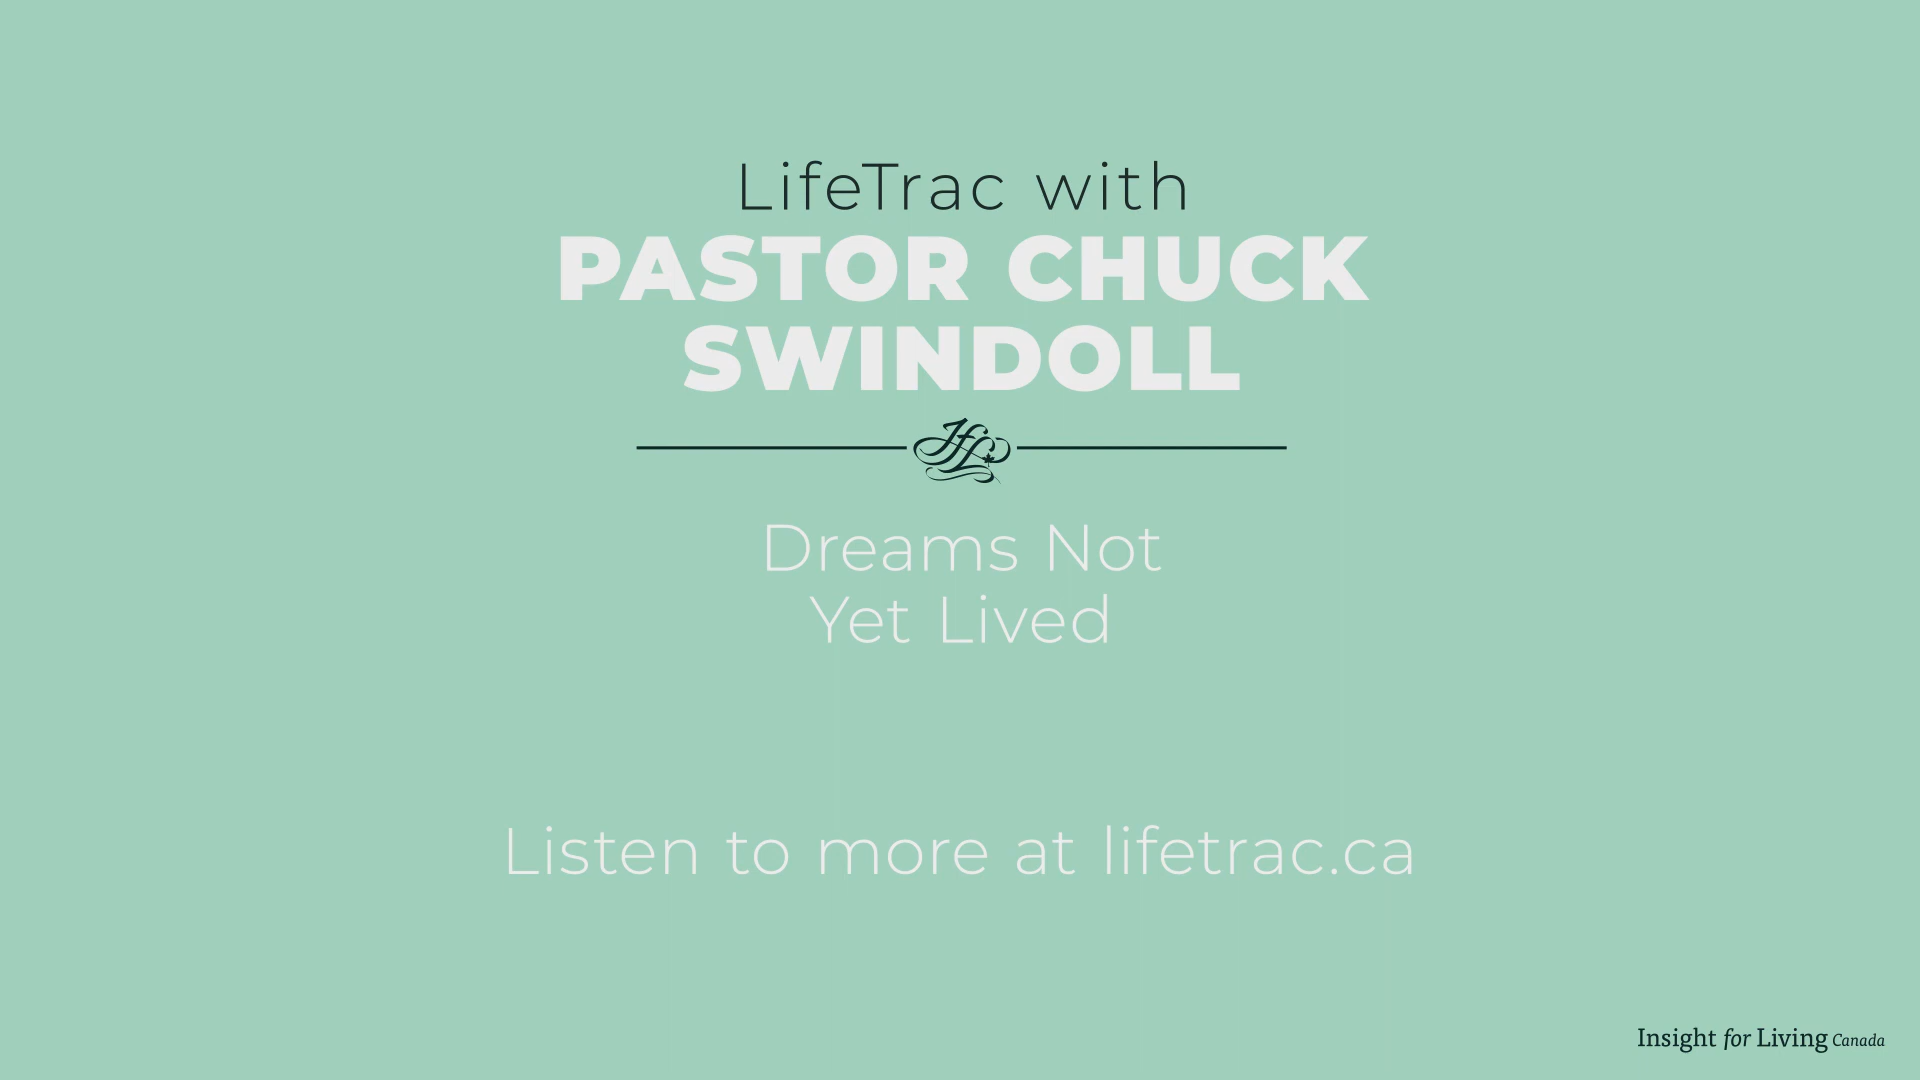 LifeTrac with
PASTOR CHUCK
SWINDOLL
IfL
Dreams Not
Yet Lived
Listen to more at lifetrac.ca
Insight for Living Canada